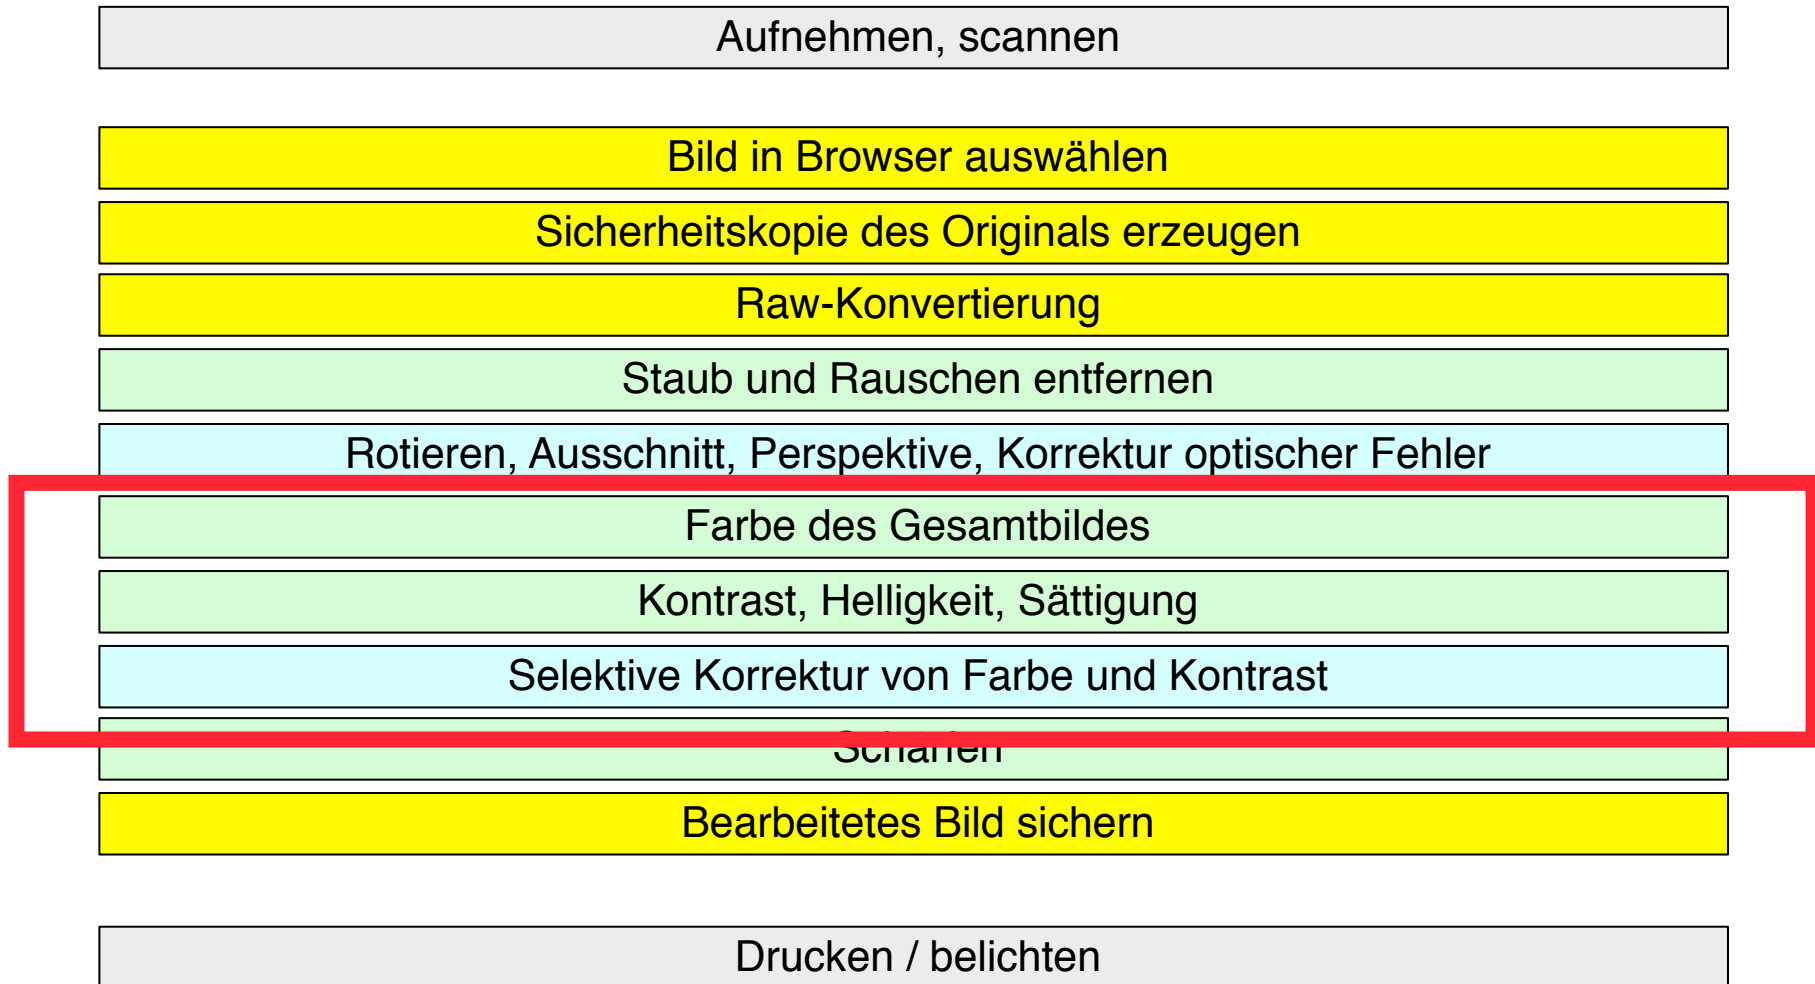 Aufnehmen, scannen
Bild in Browser auswählen
Sicherheitskopie des Originals erzeugen
Raw-Konvertierung
Staub und Rauschen entfernen
Rotieren, Ausschnitt, Perspektive, Korrektur optischer Fehler
Farbe des Gesamtbildes
Kontrast, Helligkeit, Sättigung
Selektive Korrektur von Farbe und Kontrast
Schärfen
Bearbeitetes Bild sichern
Drucken / belichten